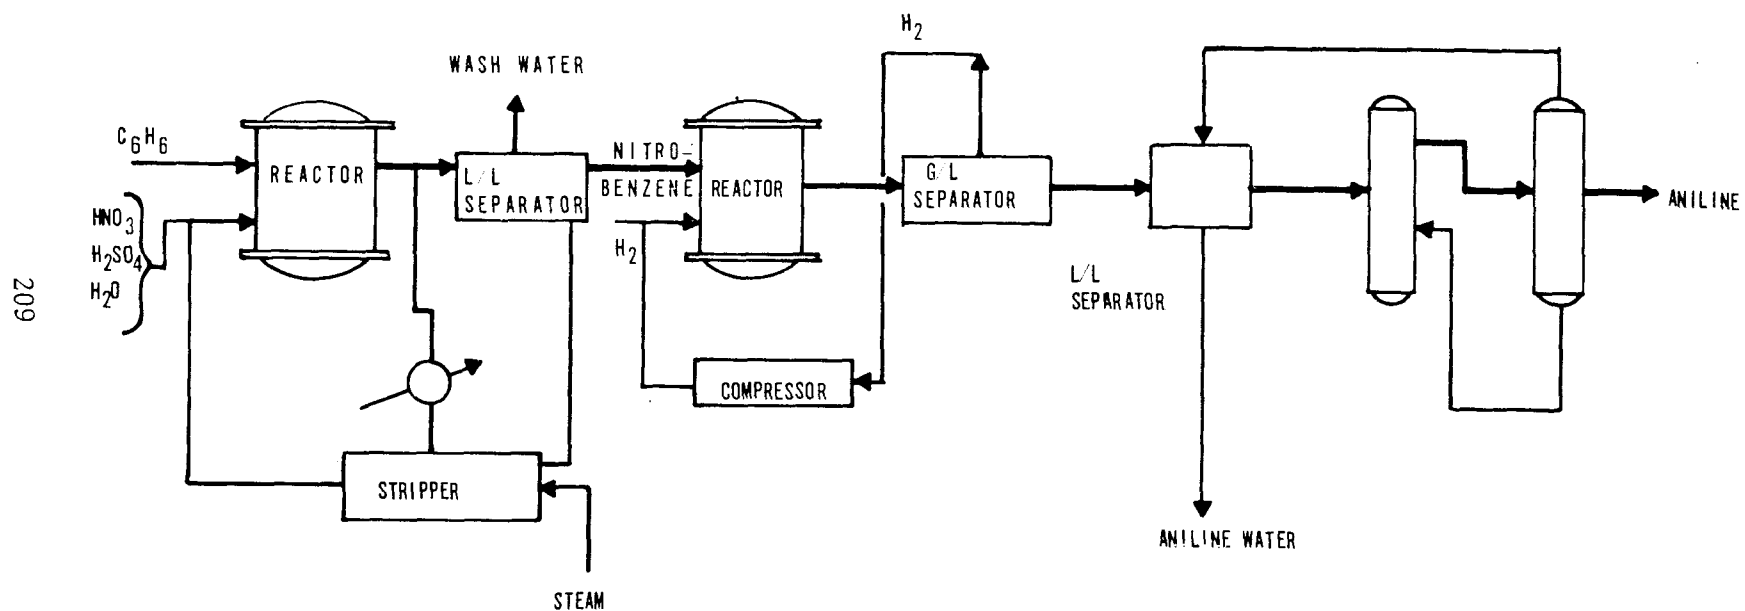 H2
WASH WATER
C6H6
REACTOR
L/L
SEPARATOR
NITRO-
BENZENE
REACTOR
G/L
SEPARATOR
HNO3
H2SO4
H2O
H2
L/L
SEPARATOR
ANILINE
COMPRESSOR
STRIPPER
ANILINE WATER
STEAM
209